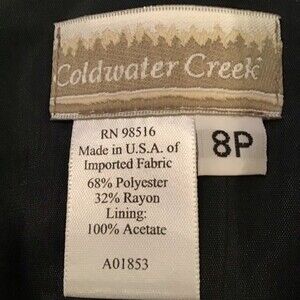 Coldwater Creek
RN 98516
Made in U.S.A. of
Imported Fabric
68% Polyester
32% Rayon
Lining:
100% Acetate
A01853
8P